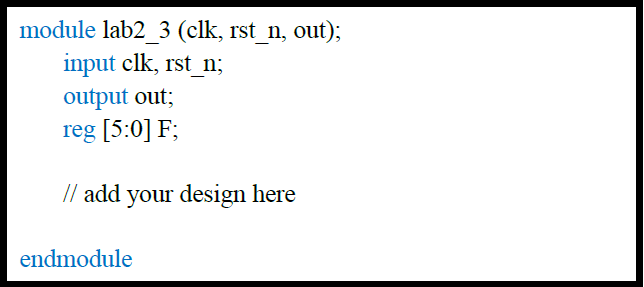 module lab2_3 (clk, rst_n, out);
input clk, rst_n;
output out;
reg [5:0] F;
// add your design here
endmodule